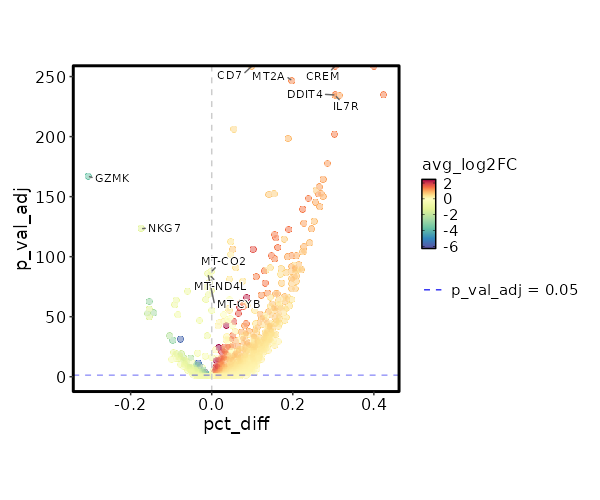 250
200
150
100
50
0
p_val_adj
-0.2
0.0
0.2
0.4
pct_diff
CD7
MT2A
CREM
DDIT4
IL7R
GZMK
NKG7
MT-CO2
MT-ND4L
MT-CYB
avg_log2FC
2
0
-2
-4
-6
p_val_adj = 0.05